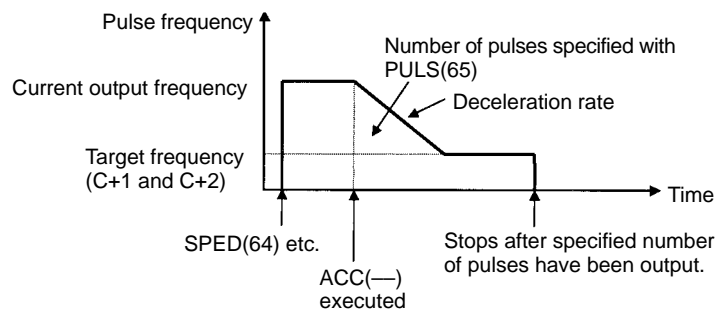 Pulse frequency
Number of pulses specified with
PULS(65)
Current output frequency
Deceleration rate
Target frequency
(C+1 and C+2)
Time
SPED(64) etc.
Stops after specified number
of pulses have been output.
ACC(—)
executed